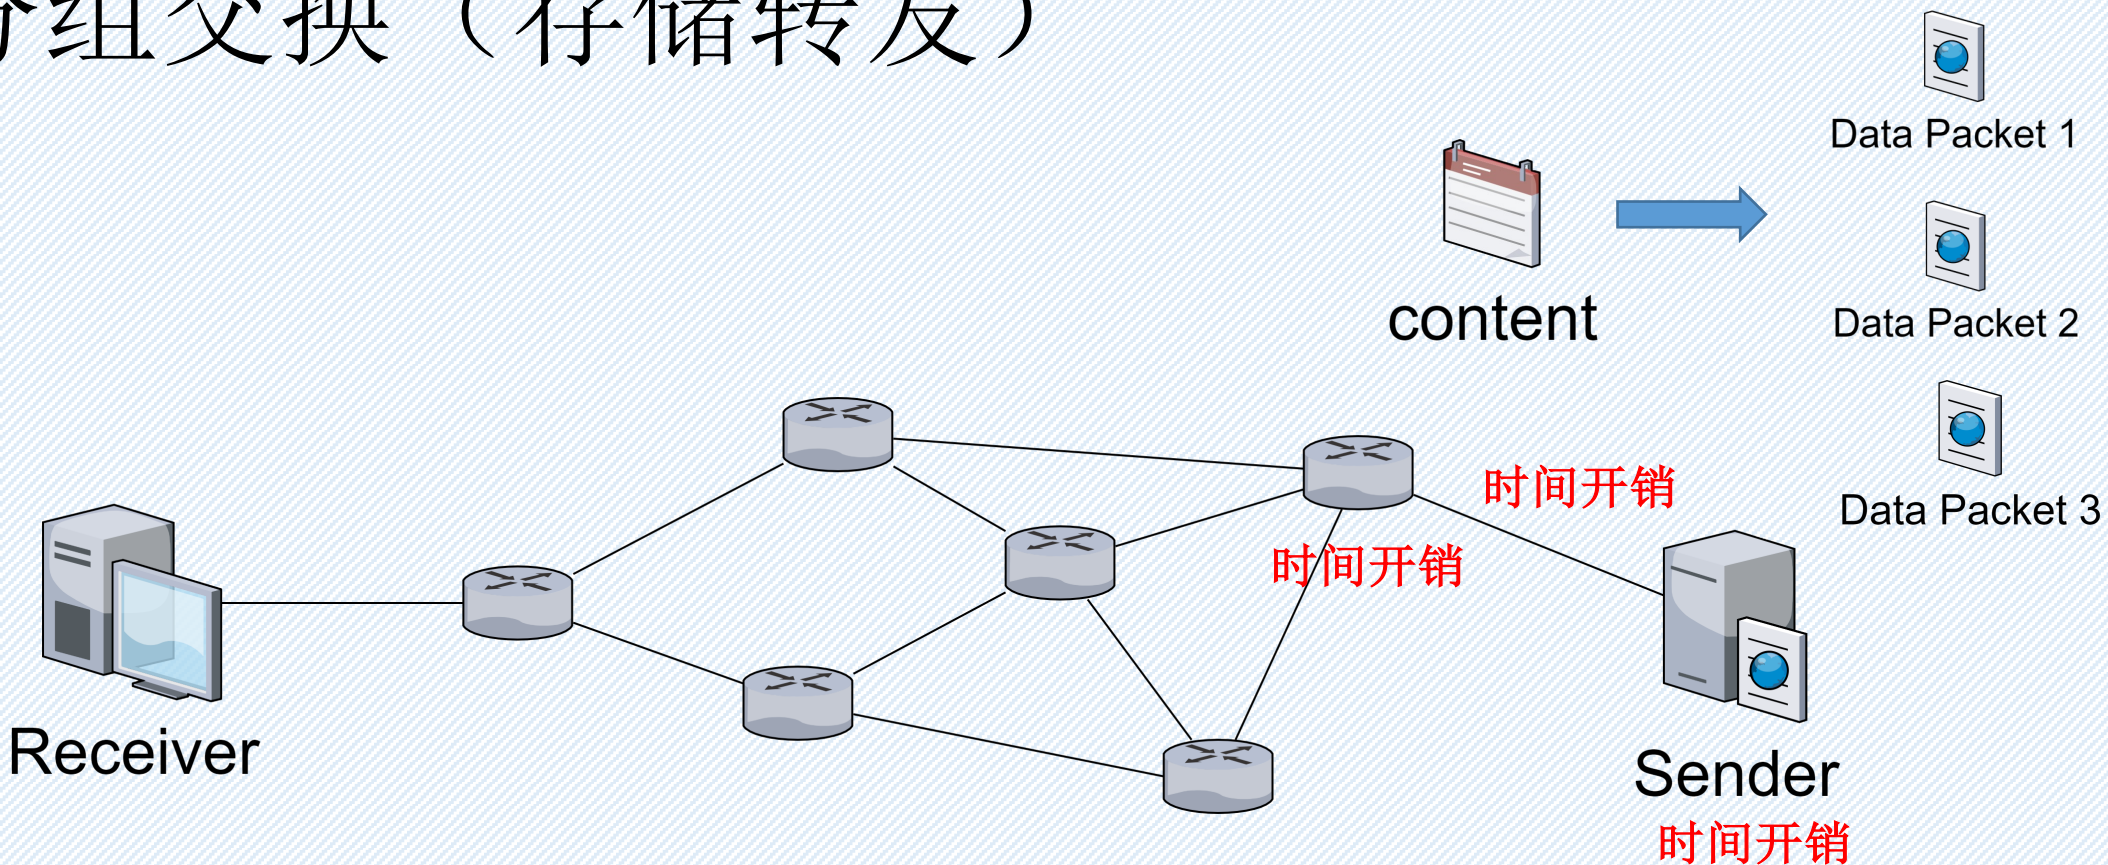 分组交换（存储转发）
Data Packet 1
content
Data Packet 2
Data Packet 3
时间开销
时间开销
Receiver
Sender
时间开销